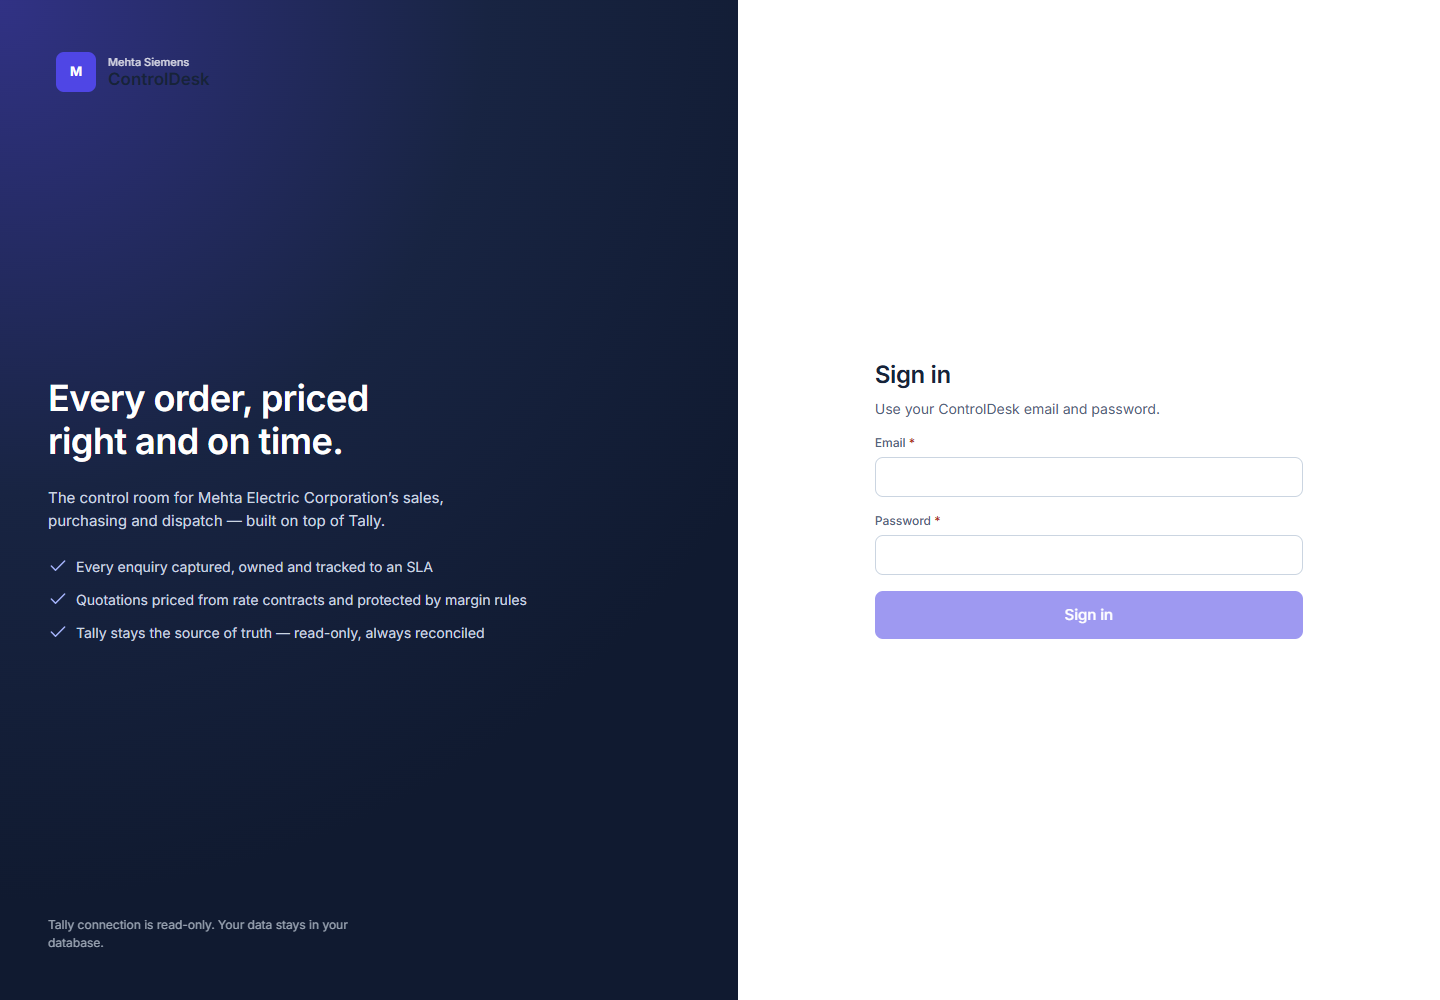 M
Mehta Siemens
ControlDesk
Every order, priced
right and on time.
The control room for Mehta Electric Corporation’s sales,
purchasing and dispatch — built on top of Tally.
Every enquiry captured, owned and tracked to an SLA
Quotations priced from rate contracts and protected by margin rules
Tally stays the source of truth — read-only, always reconciled
Tally connection is read-only. Your data stays in your
database.
Sign in
Use your ControlDesk email and password.
Email *
Password *
Sign in